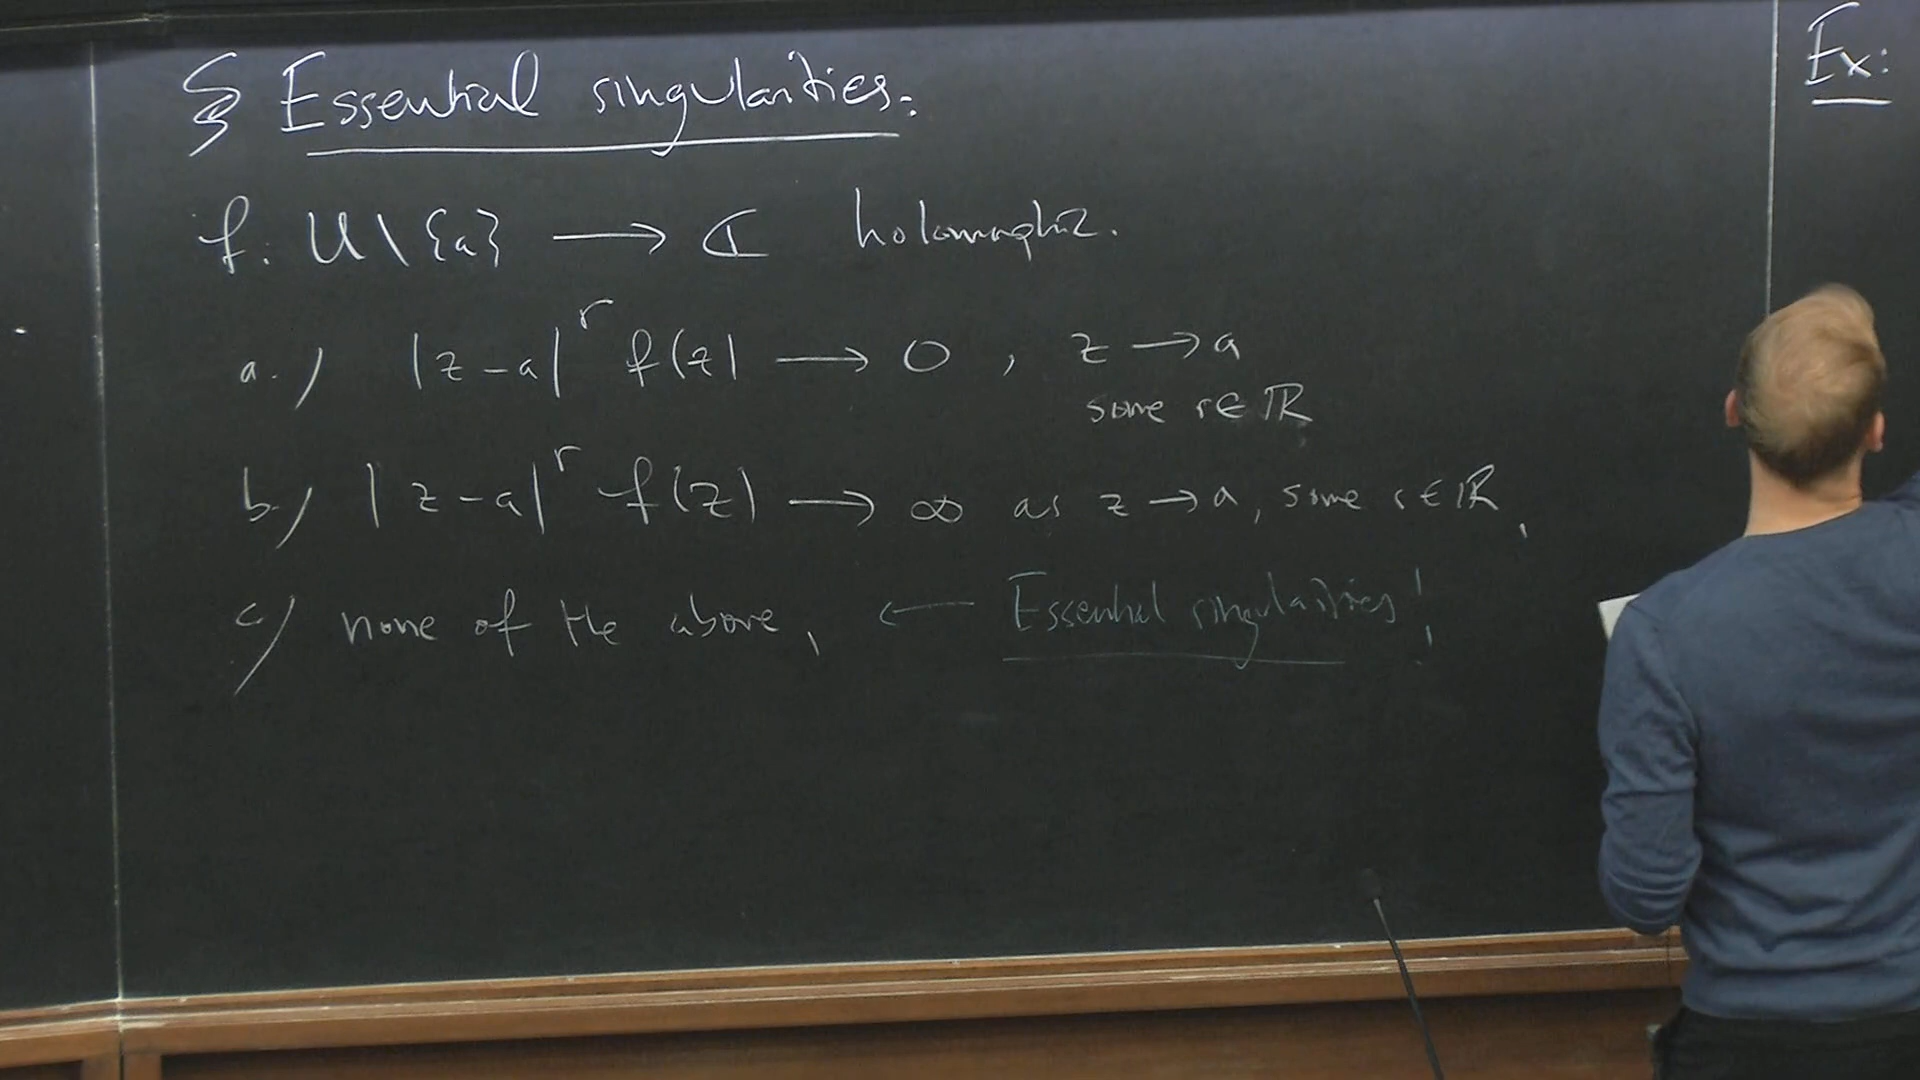 § Essential singularities.
f: U \ {a} → ℂ holomorphic.
a.) |z-a|^r f(z) → 0, z → a
some r ∈ ℝ
b) |z-a|^r f(z) → ∞ as z → a, some r ∈ ℝ,
c) none of the above, ← Essential singularities!
Ex: